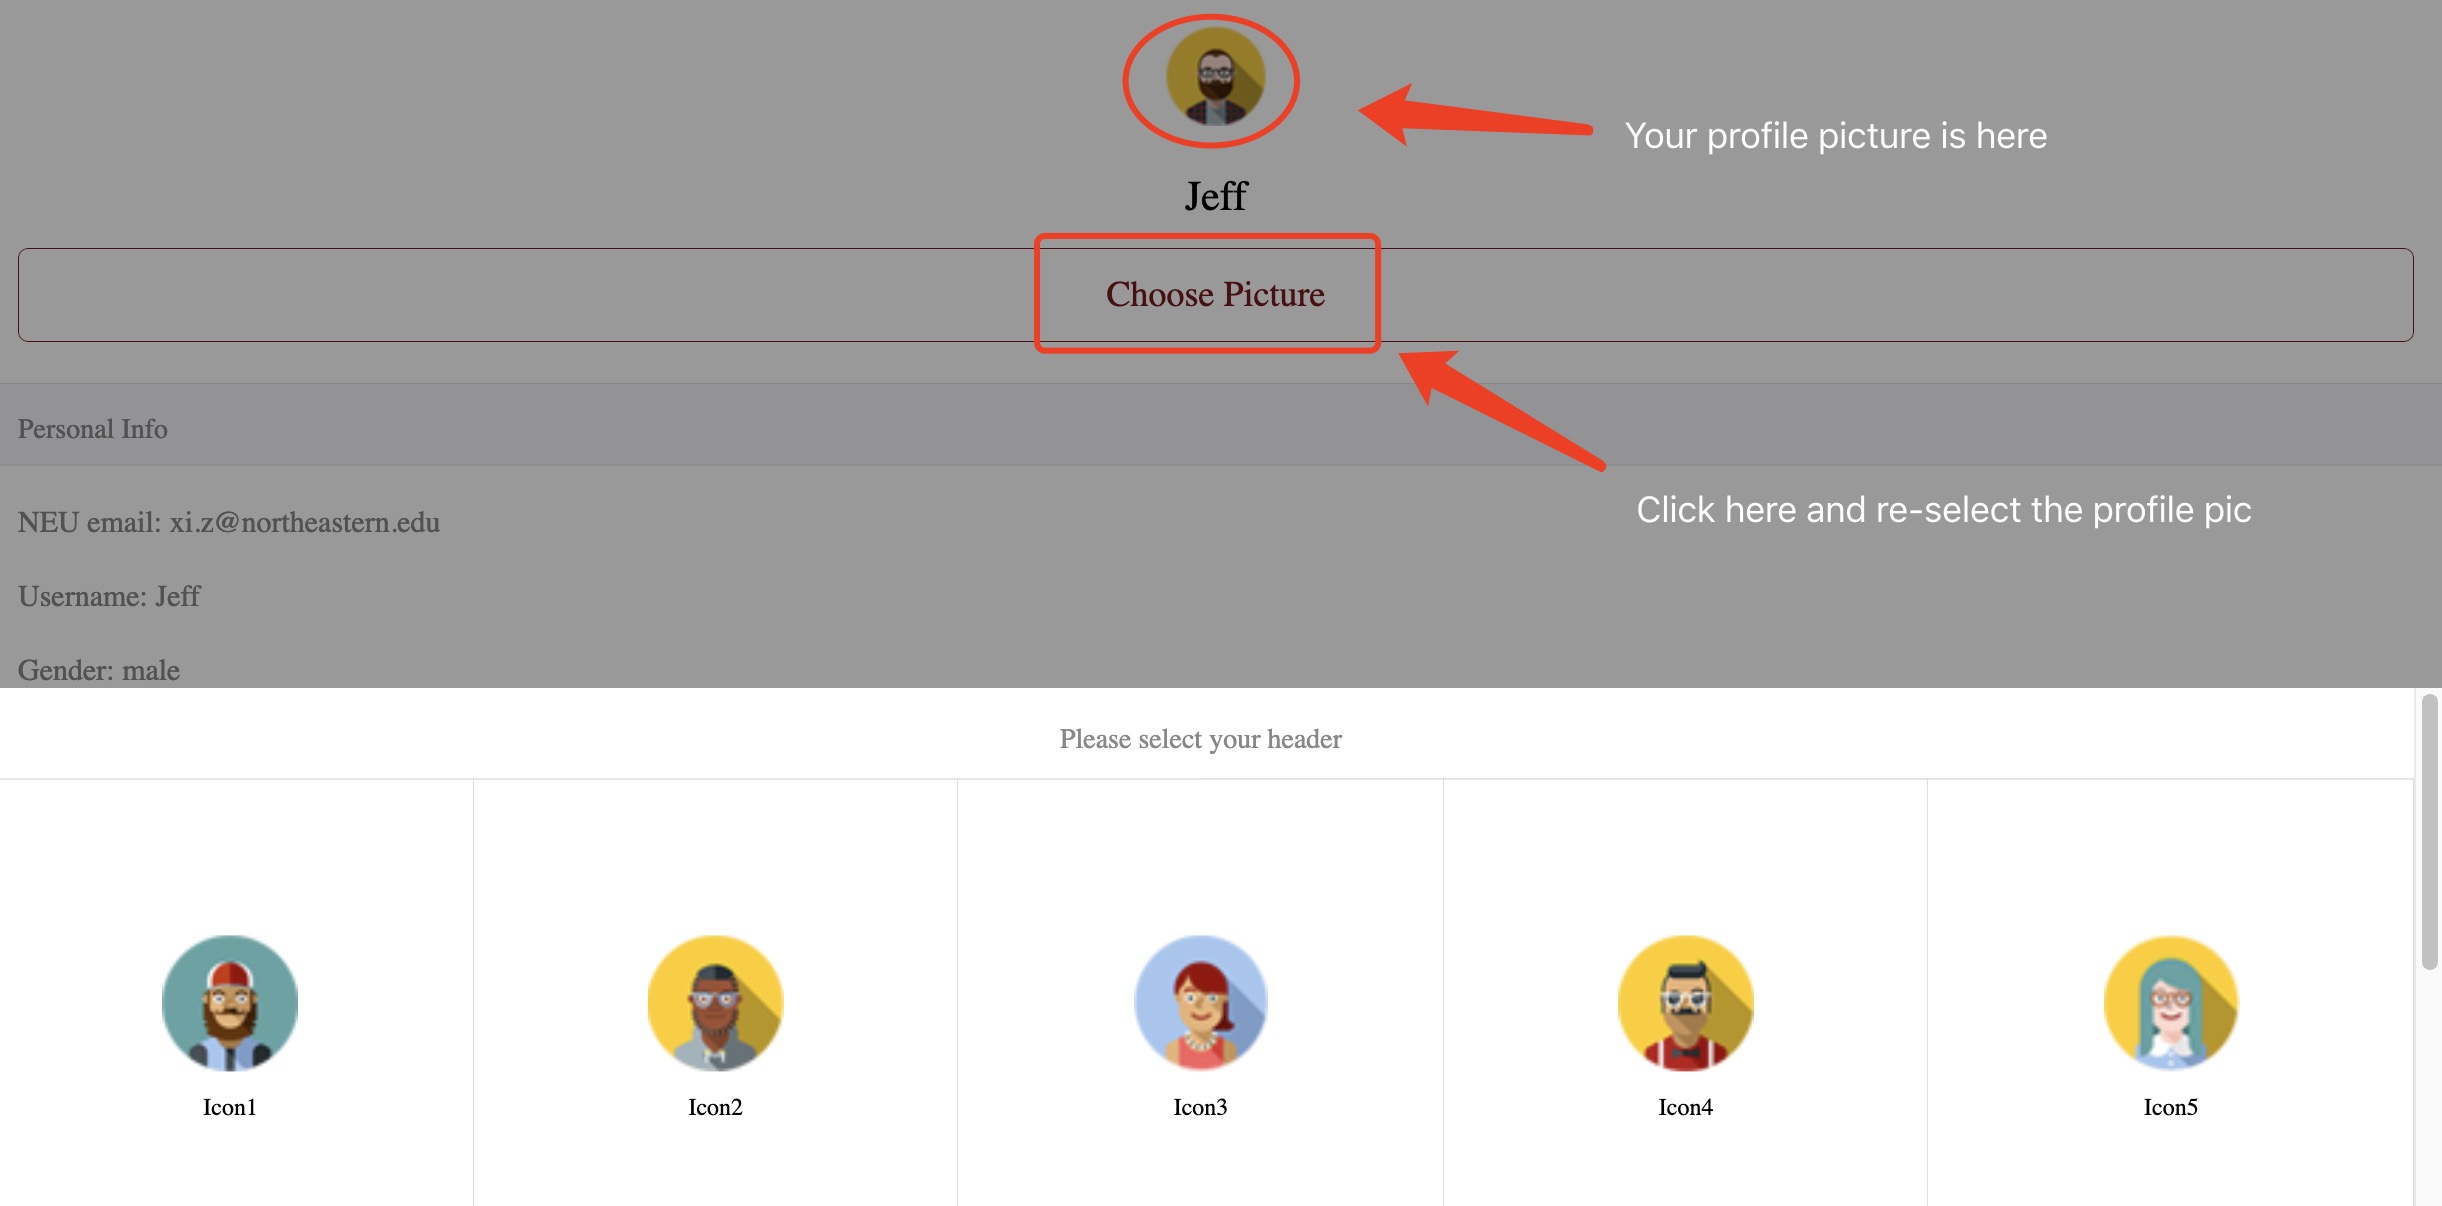 Your profile picture is here
Jeff
Choose Picture
Personal Info
Click here and re-select the profile pic
NEU email: xi.z@northeastern.edu
Username: Jeff
Gender: male
Please select your header
Icon1
Icon2
Icon3
Icon4
Icon5